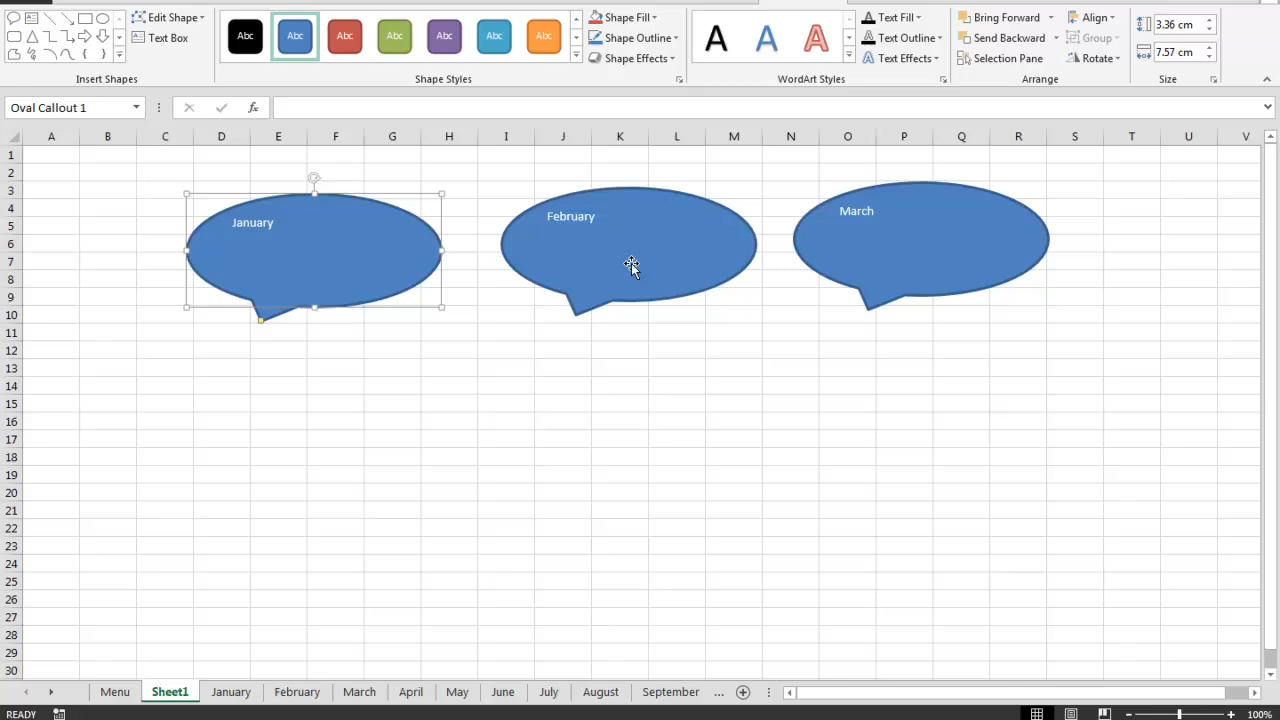 Edit Shape
Text Box
Insert Shapes
Abc Abc Abc Abc Abc Abc Abc
Shape Styles
Shape Fill
Shape Outline
Shape Effects
A A A
WordArt Styles
Text Fill
Text Outline
Text Effects
Bring Forward
Send Backward
Selection Pane
Align
Group
Rotate
Arrange
3.36 cm
7.57 cm
Size
Oval Callout 1
fx
A B C D E F G H I J K L M N O P Q R S T U V
1
2
3
4
5
6
7
8
9
10
11
12
13
14
15
16
17
18
19
20
21
22
23
24
25
26
27
28
29
30
January
February
March
Menu Sheet1 January February March April May June July August September ...
READY
100%